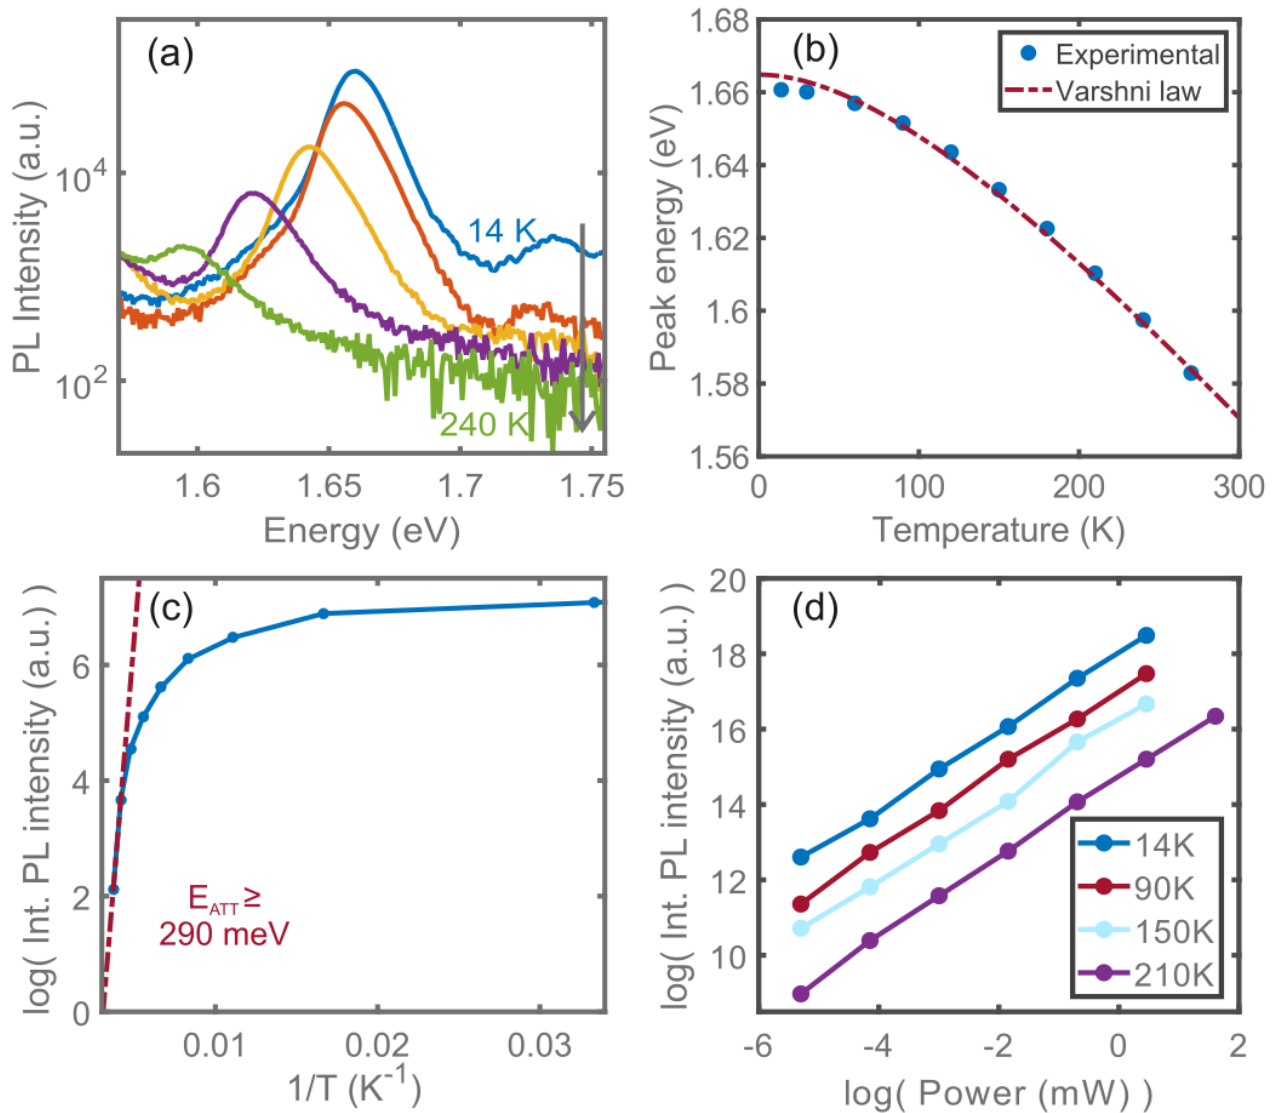 (a)
PL Intensity (a.u.)
10^4
10^2
14 K
240 K
1.6
1.65
1.7
1.75
Energy (eV)
(b)
Experimental
Varshni law
Peak energy (eV)
1.68
1.66
1.64
1.62
1.6
1.58
1.56
0
100
200
300
Temperature (K)
(c)
log( Int. PL intensity (a.u.) )
6
4
2
0
E_ATT ≥
290 meV
0.01
0.02
0.03
1/T (K^-1)
(d)
log( Int. PL intensity (a.u.) )
20
18
16
14
12
10
14K
90K
150K
210K
-6
-4
-2
0
2
log( Power (mW) )